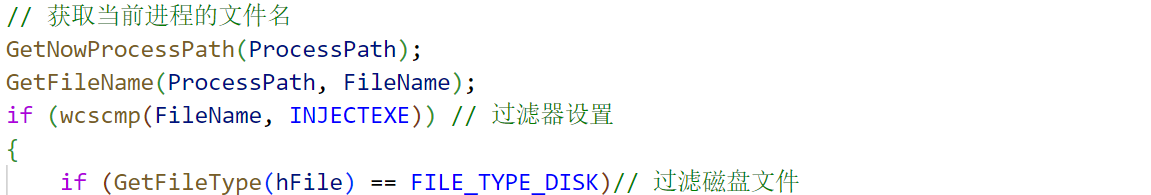 // 获取当前进程的文件名
GetNowProcessPath(ProcessPath);
GetFileName(ProcessPath, FileName);
if (wcscmp(FileName, INJECTEXE)) // 过滤器设置
{
    if (GetFileType(hFile) == FILE_TYPE_DISK)// 过滤磁盘文件